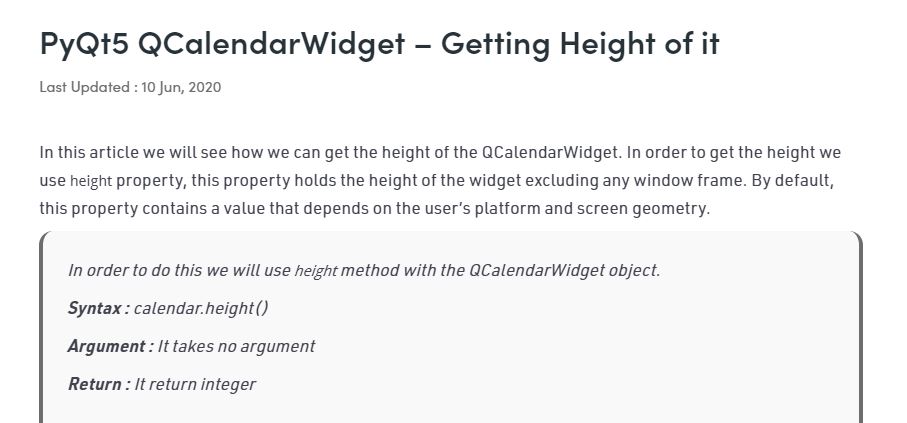 PyQt5 QCalendarWidget – Getting Height of it
Last Updated : 10 Jun, 2020
In this article we will see how we can get the height of the QCalendarWidget. In order to get the height we
use height property, this property holds the height of the widget excluding any window frame. By default,
this property contains a value that depends on the user’s platform and screen geometry.
In order to do this we will use height method with the QCalendarWidget object.
Syntax : calendar.height()
Argument : It takes no argument
Return : It return integer